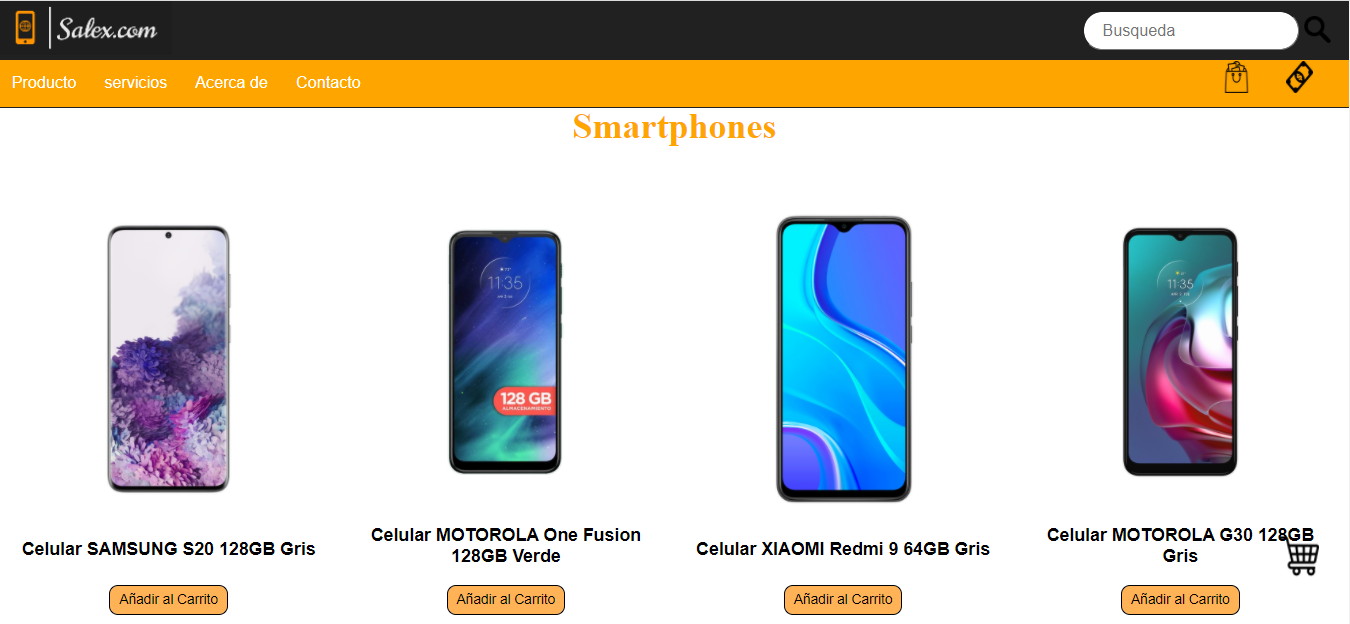 Salex.com
Busqueda
Producto servicios Acerca de Contacto
Smartphones
11:35
128 GB
ALMACENAMIENTO
11:35
Celular SAMSUNG S20 128GB Gris
Celular MOTOROLA One Fusion
128GB Verde
Celular XIAOMI Redmi 9 64GB Gris
Celular MOTOROLA G30 128GB
Gris
Añadir al Carrito
Añadir al Carrito
Añadir al Carrito
Añadir al Carrito